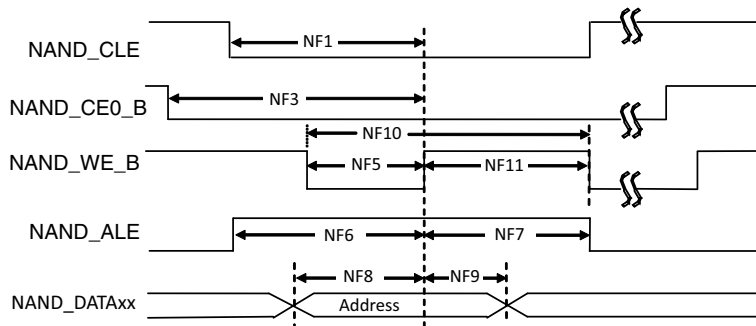 NAND_CLE
NF1
NAND_CE0_B
NF3
NF10
NAND_WE_B
NF5
NF11
NAND_ALE
NF6
NF7
NF8
NF9
NAND_DATAxx
Address